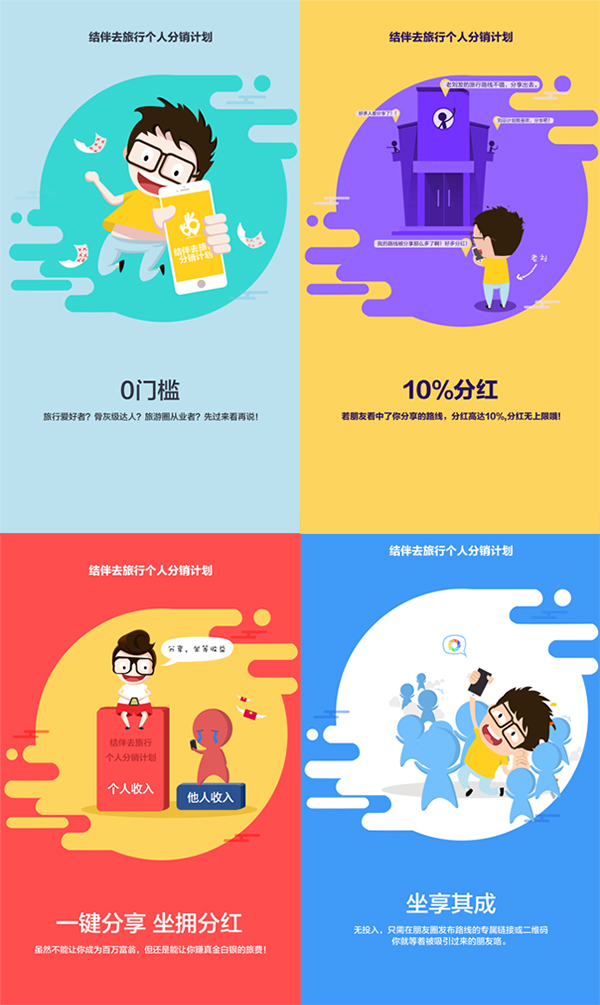 结伴去旅行个人分销计划
结伴去旅
分销计划
0门槛
旅行爱好者？骨灰级达人？旅游圈从业者？先过来看再说！
结伴去旅行个人分销计划
老刘发的旅行路线不错，分享出去。
好多人都分享了！！
我的路线被分享那么多了啊！好多分红！
老刘
10%分红
若朋友看中了你分享的路线，分红高达10%,分红无上限噢!
结伴去旅行个人分销计划
分享，坐等收益
结伴去旅行
个人分销计划
个人收入
他人收入
一键分享 坐拥分红
虽然不能让你成为百万富翁，但还是能让你赚真金白银的旅费！
结伴去旅行个人分销计划
坐享其成
无投入，只需在朋友圈发布路线的专属链接或二维码
你就等着被吸引过来的朋友咯。